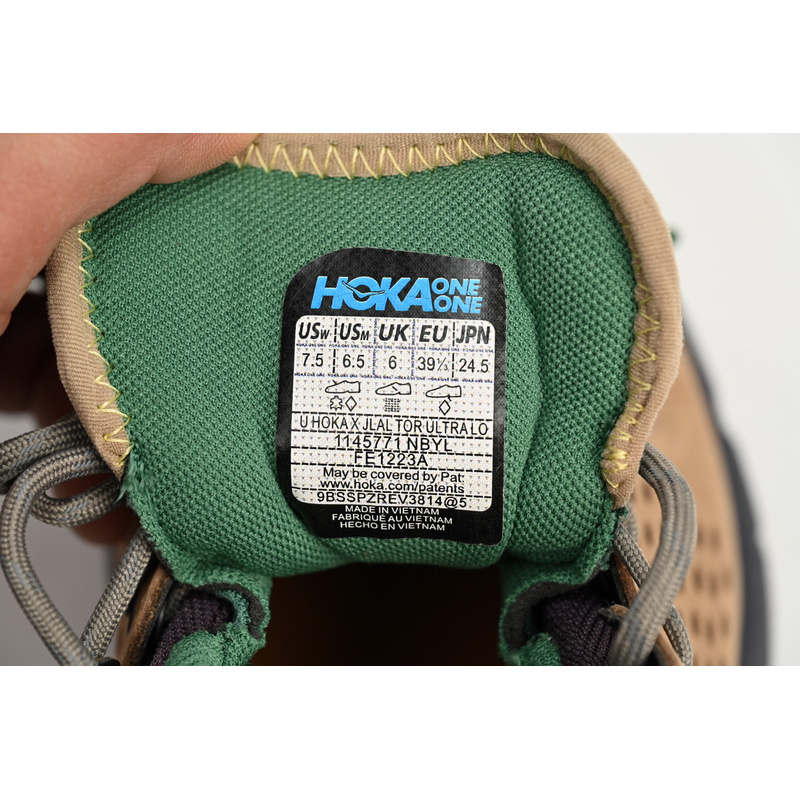 HOKA ONE ONE
USW USM UK EU JPN
7.5 6.5 6 39⅓ 24.5
U HOKA X JLAL TOR ULTRA LO
1145771 NBYL
FE1223A
May be covered by Pat:
www.hoka.com/patents
9BSSPZREV3814@5
MADE IN VIETNAM
FABRIQUÉ AU VIETNAM
HECHO EN VIETNAM